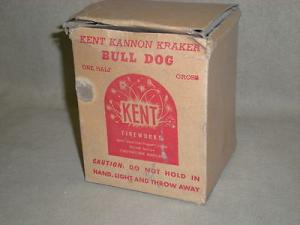 KENT KANNON KRAKER
BULL DOG
ONE HALF GROSS
KENT
FIREWORKS
CAUTION: DO NOT HOLD IN
HAND, LIGHT AND THROW AWAY